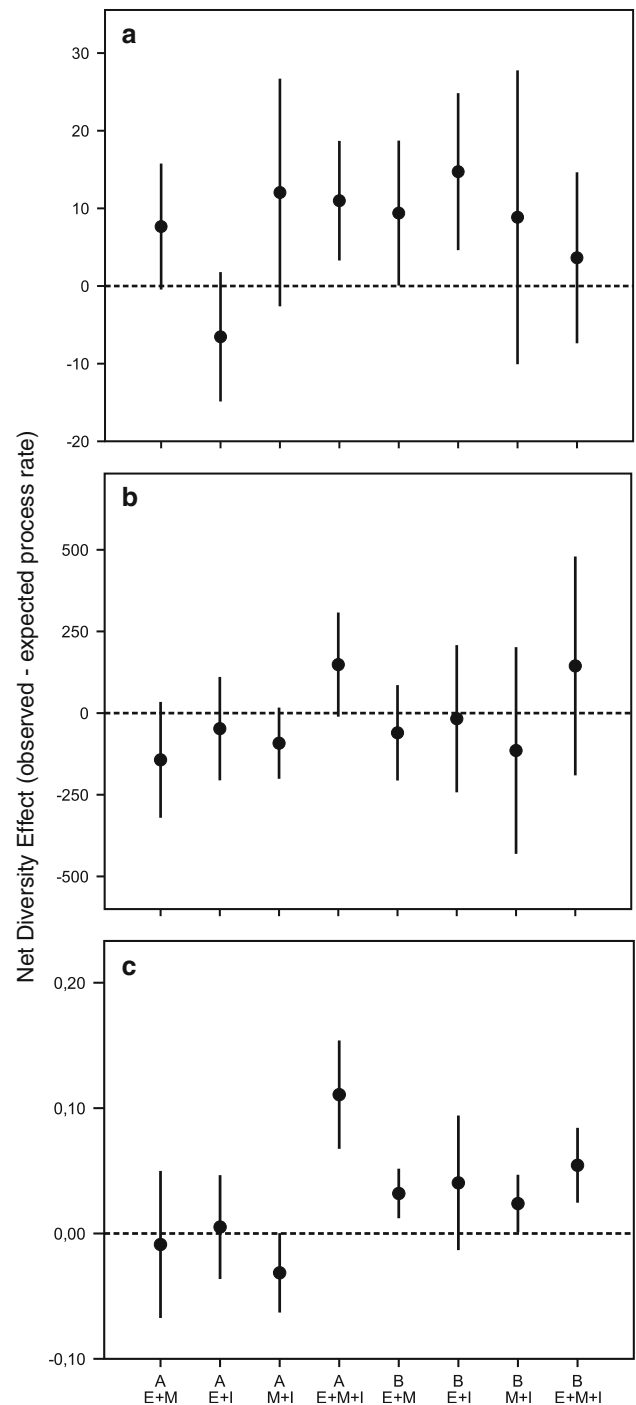 Net Diversity Effect (observed - expected process rate)
a
30
20
10
0
-10
-20
b
500
250
0
-250
-500
c
0,20
0,10
0,00
-0,10
A A A A B B B B
E+M E+I M+I E+M+I E+M E+I M+I E+M+I